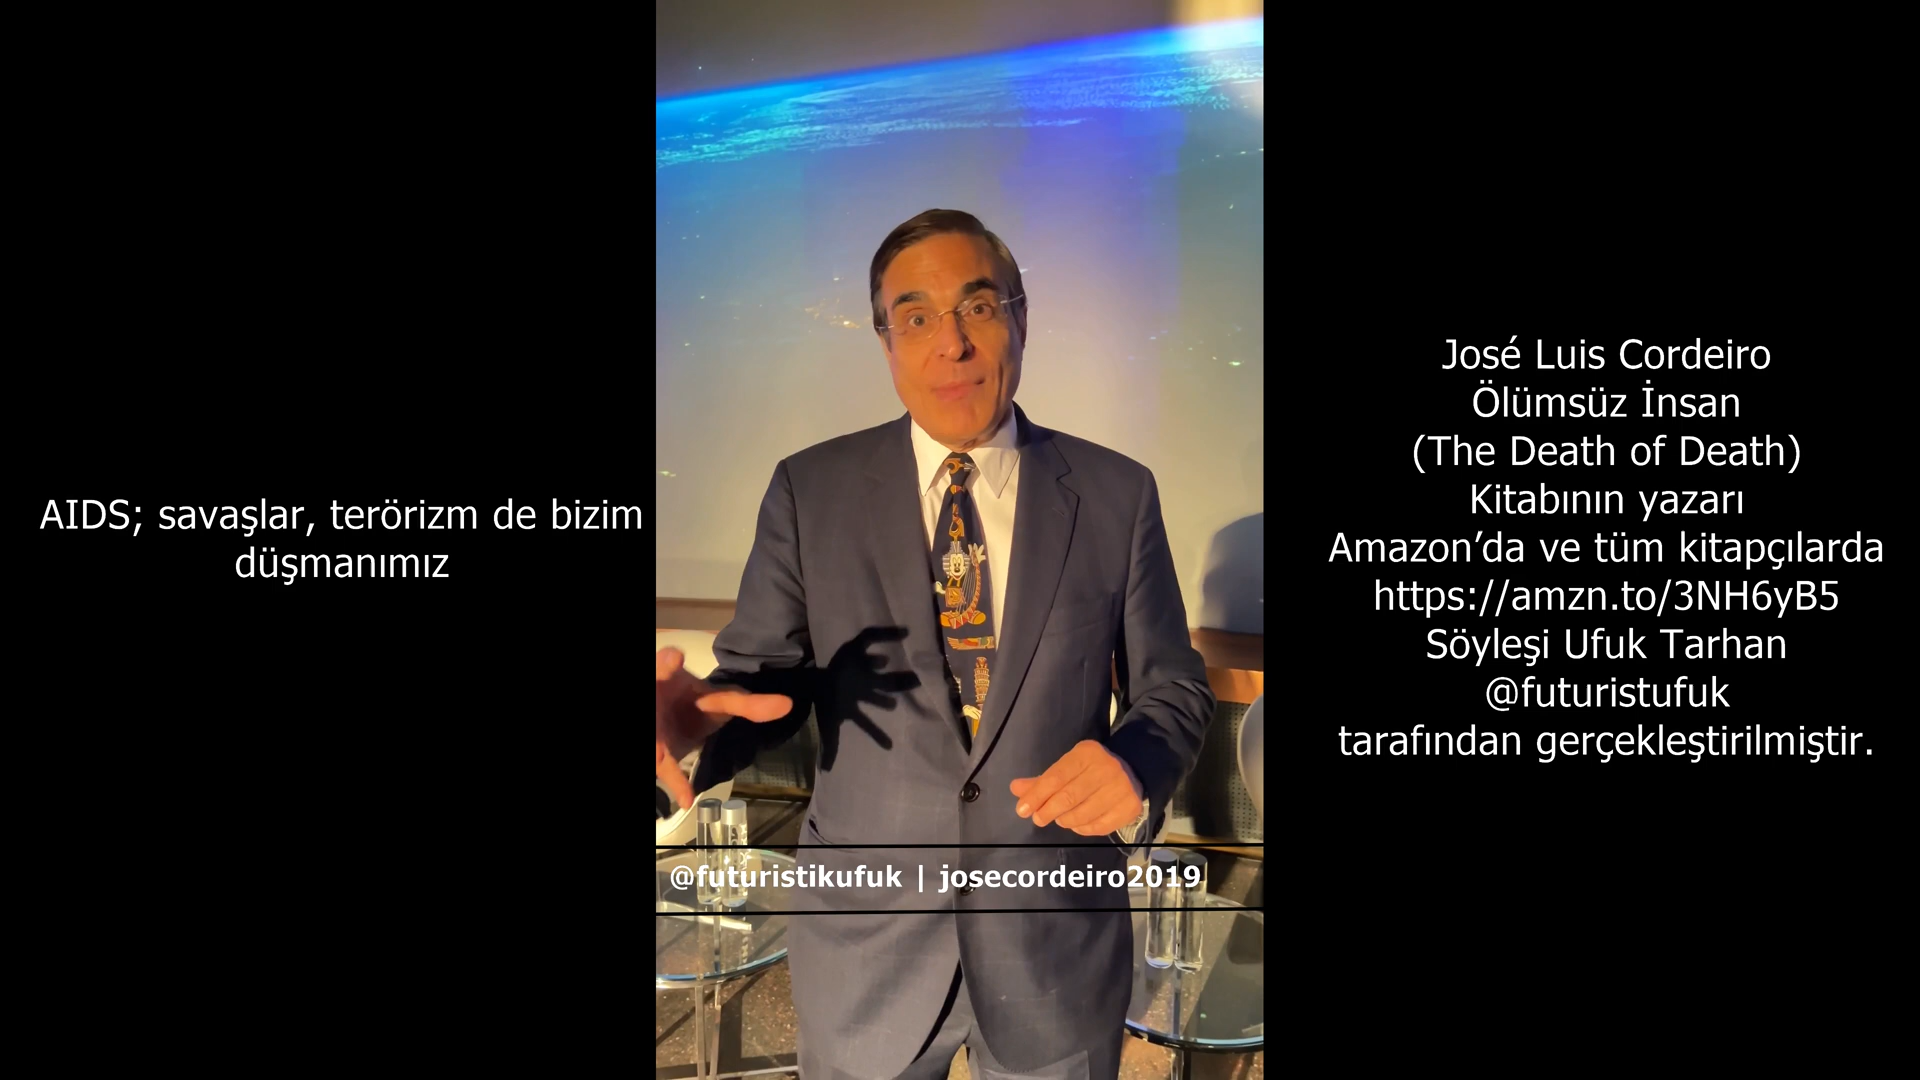 AIDS; savaşlar, terörizm de bizim
düşmanımız
@futuristikufuk | josecordeiro2019
José Luis Cordeiro
Ölümsüz İnsan
(The Death of Death)
Kitabının yazarı
Amazon’da ve tüm kitapçılarda
https://amzn.to/3NH6yB5
Söyleşi Ufuk Tarhan
@futuristufuk
tarafından gerçekleştirilmiştir.